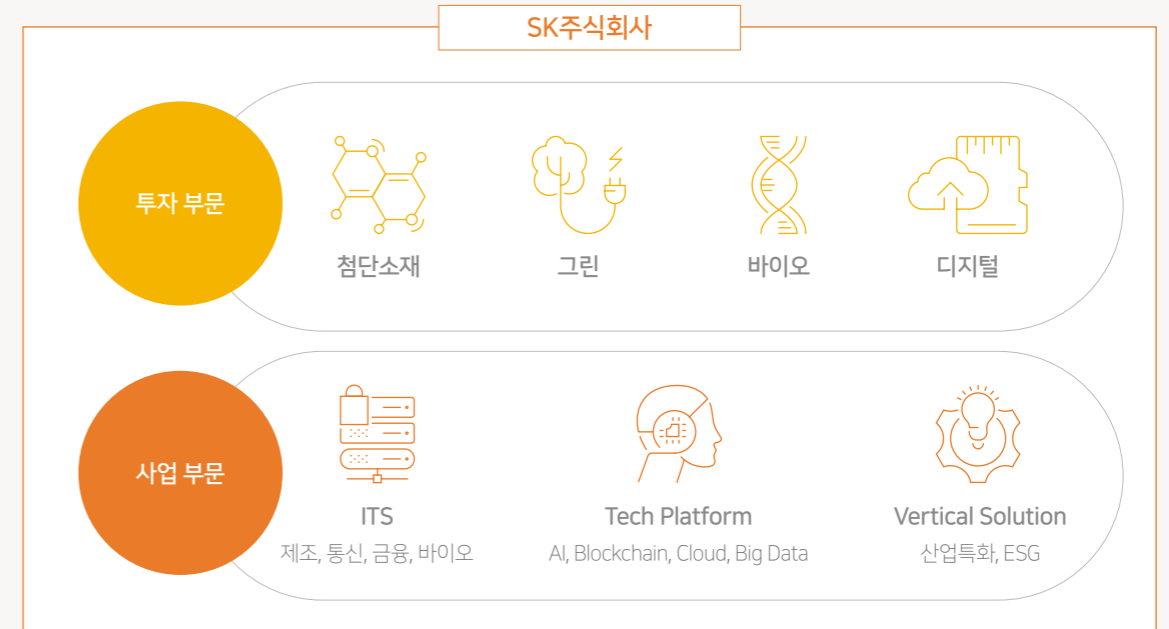 SK주식회사
투자 부문
첨단소재
그린
바이오
디지털
사업 부문
ITS
제조, 통신, 금융, 바이오
Tech Platform
AI, Blockchain, Cloud, Big Data
Vertical Solution
산업특화, ESG